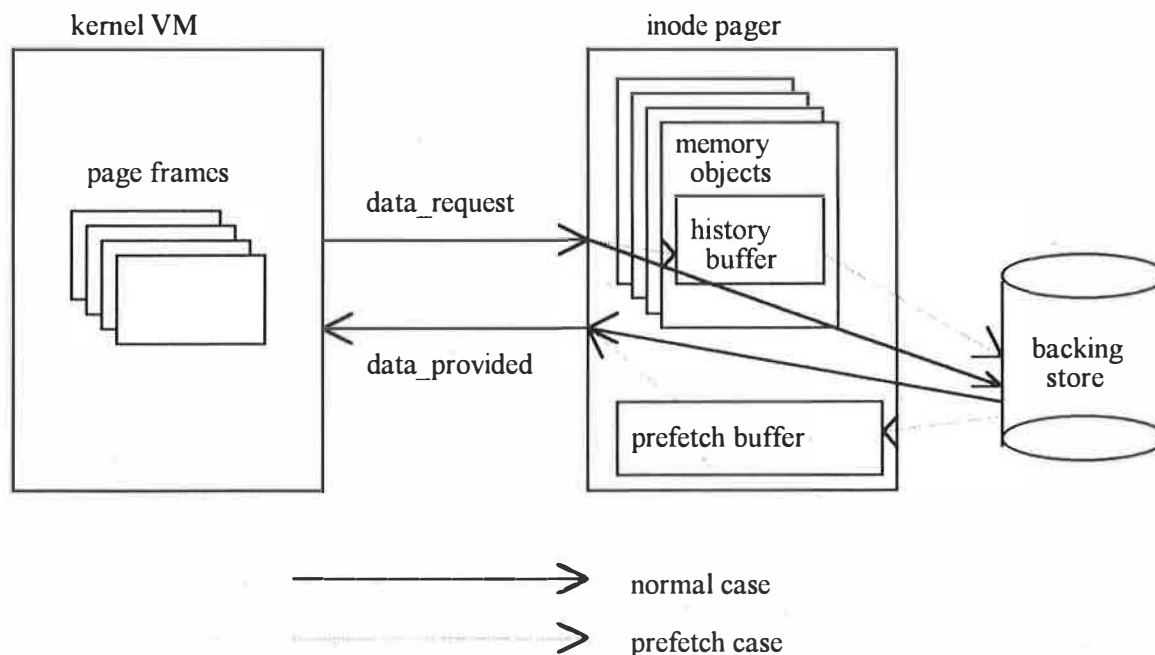 kernel VM
inode pager
page frames
data_request
data_provided
memory
objects
history
buffer
prefetch buffer
backing
store
normal case
prefetch case